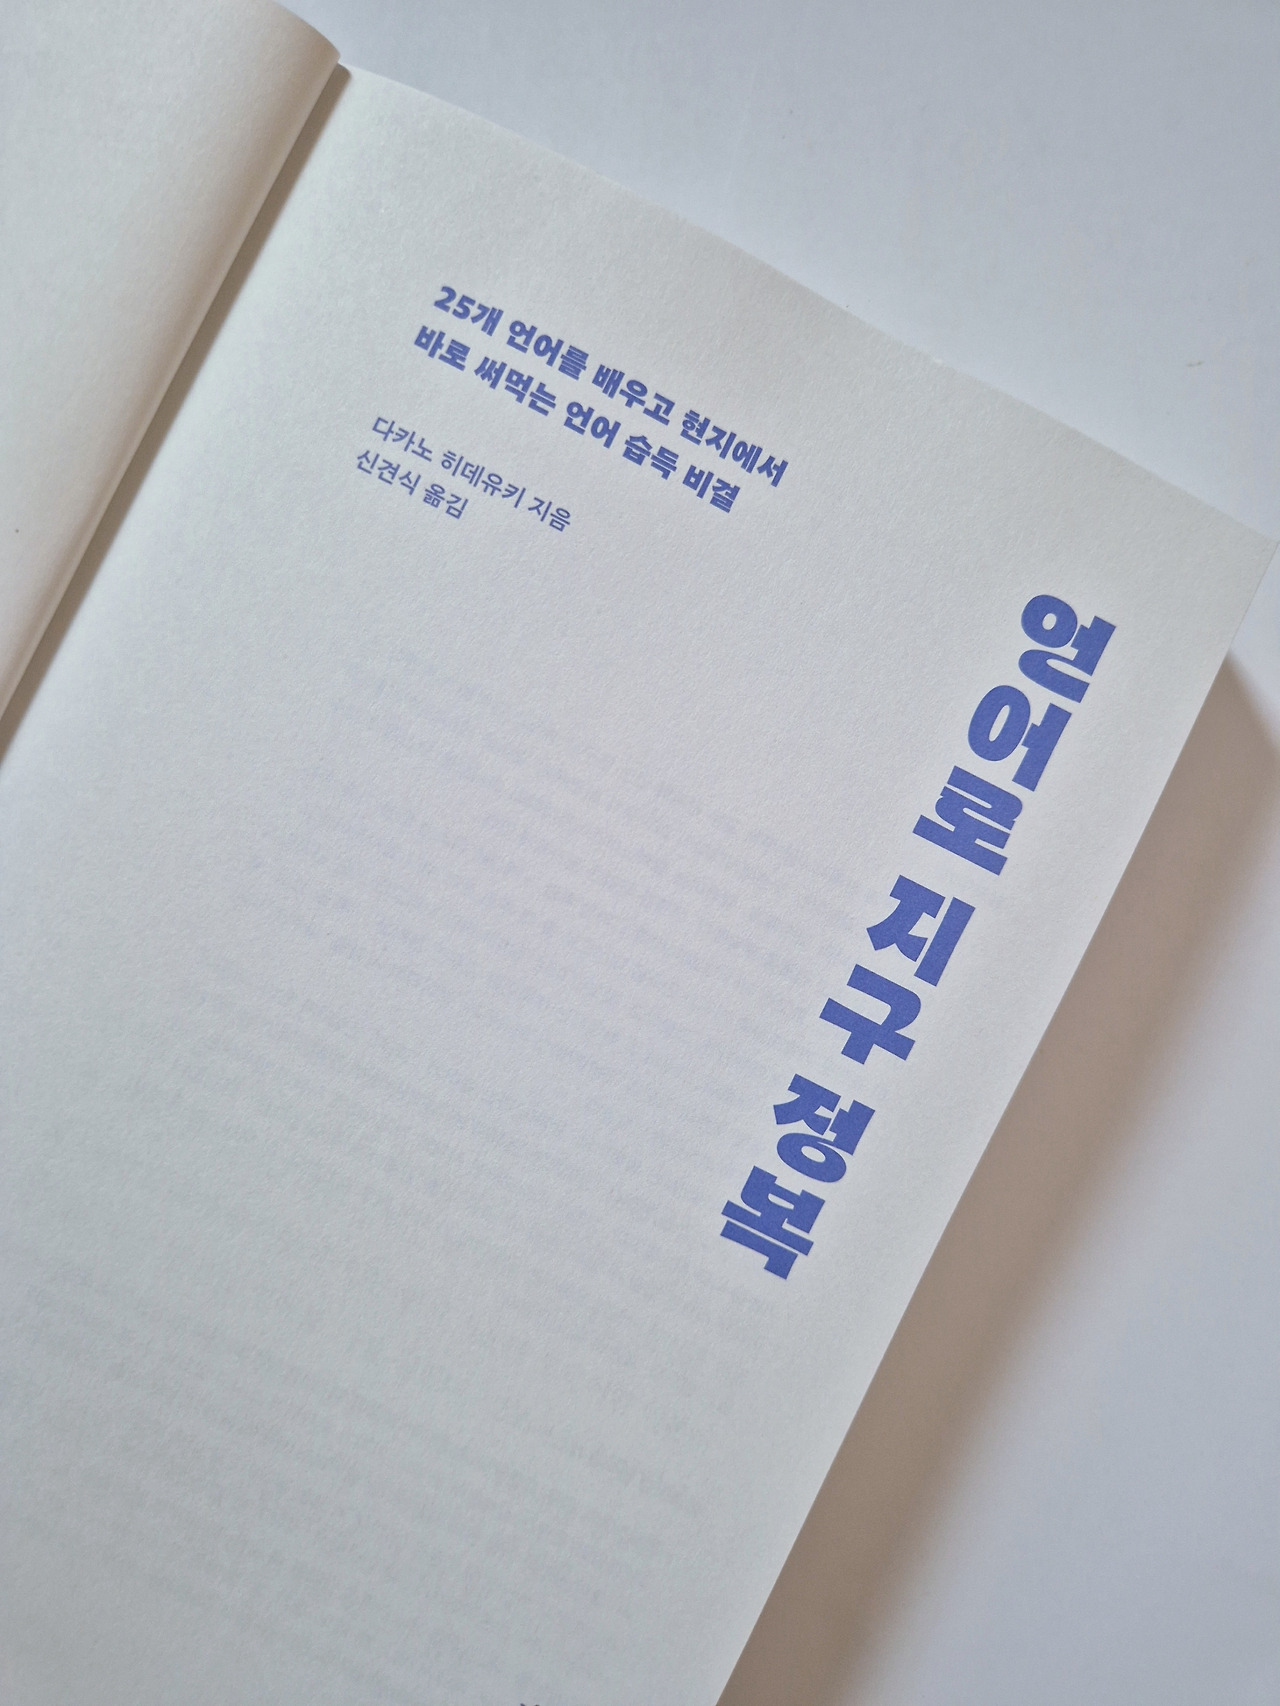 25개 언어를 배우고 현지에서
바로 써먹는 언어 습득 비결
다카노 히데유키 지음
신견식 옮김
언어로 지구 정복